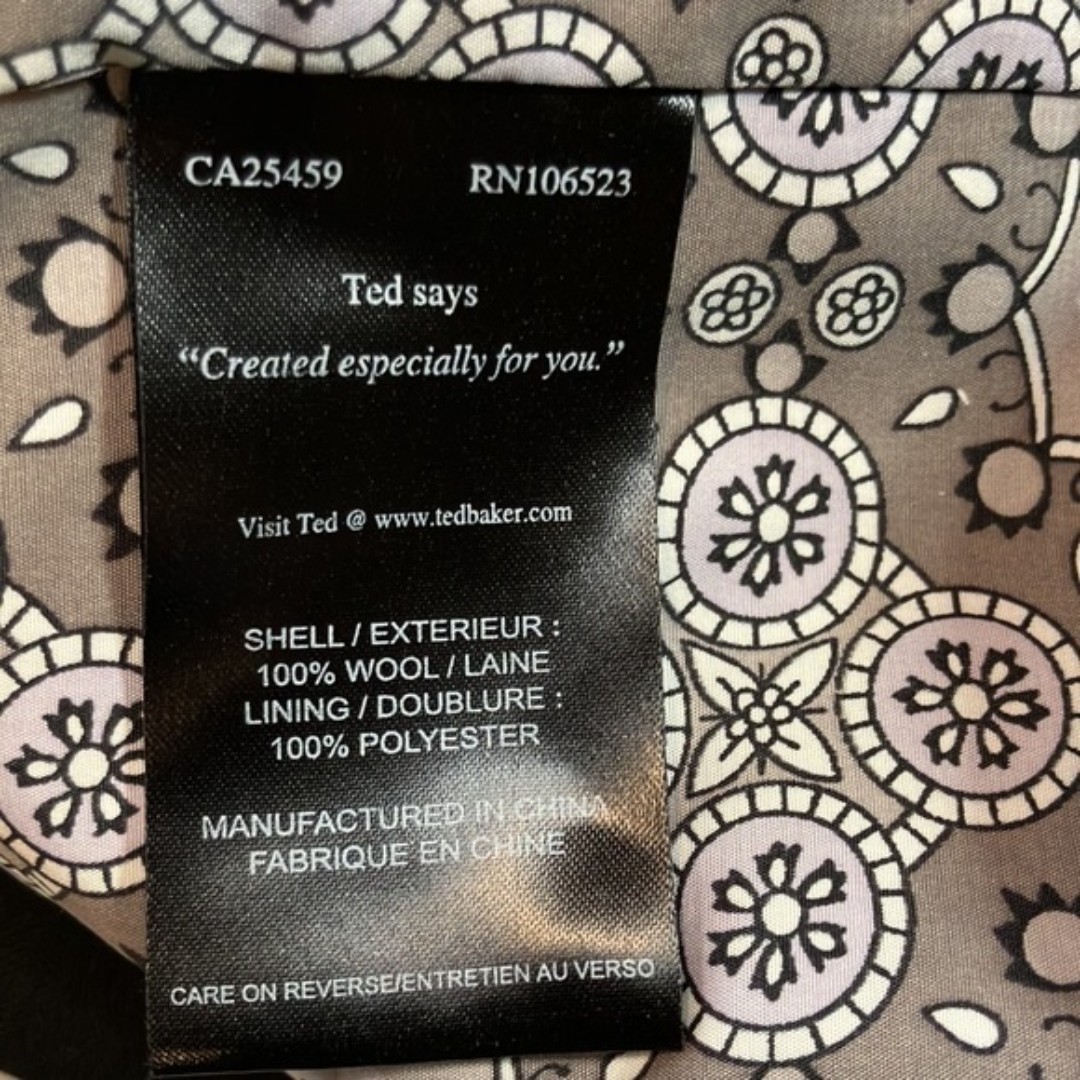 CA25459 RN106523
Ted says
“Created especially for you.”
Visit Ted @ www.tedbaker.com
SHELL / EXTERIEUR :
100% WOOL / LAINE
LINING / DOUBLURE :
100% POLYESTER
MANUFACTURED IN CHINA
FABRIQUE EN CHINE
CARE ON REVERSE/ENTRETIEN AU VERSO